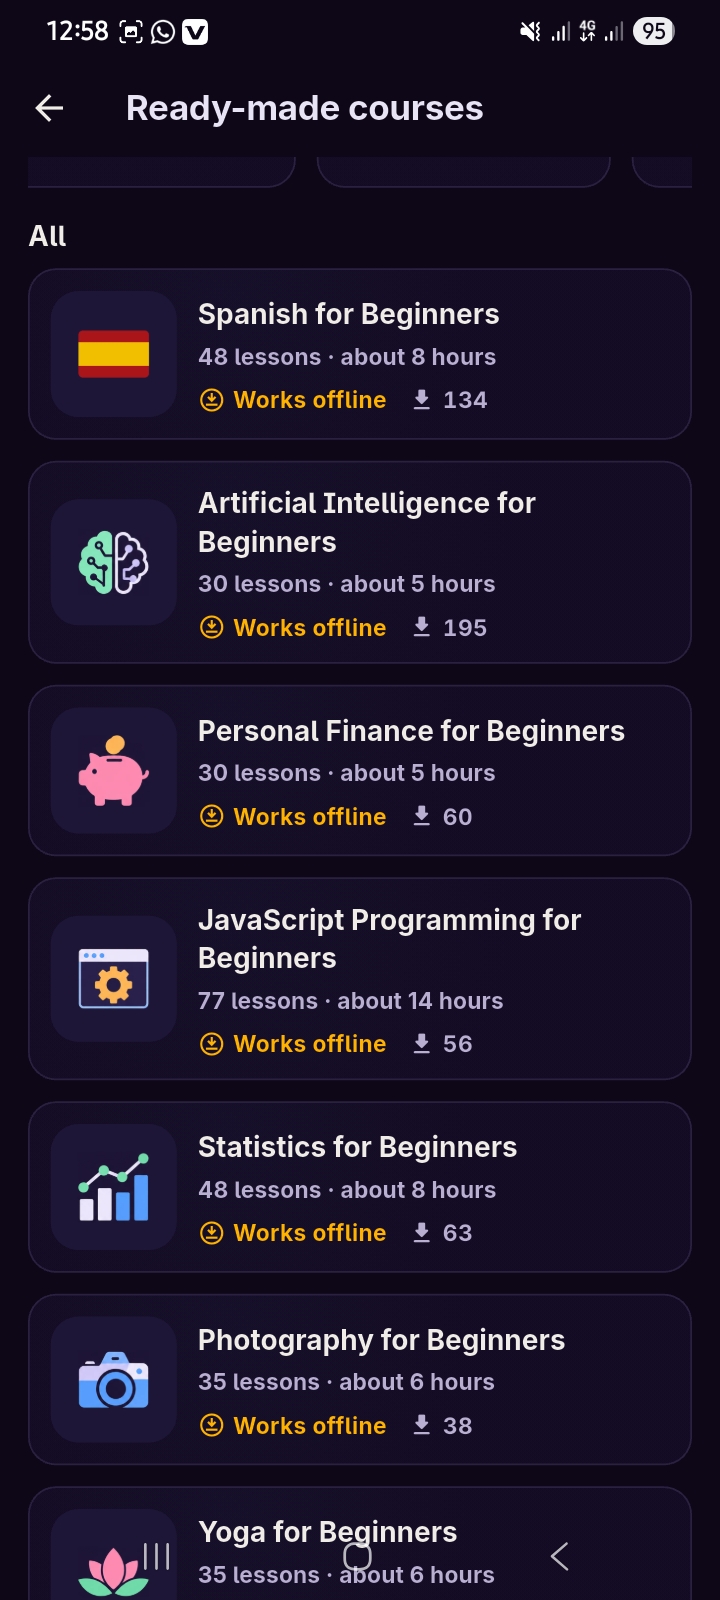 12:58
4G
95
Ready-made courses
All
Spanish for Beginners
48 lessons · about 8 hours
Works offline 134
Artificial Intelligence for
Beginners
30 lessons · about 5 hours
Works offline 195
Personal Finance for Beginners
30 lessons · about 5 hours
Works offline 60
JavaScript Programming for
Beginners
77 lessons · about 14 hours
Works offline 56
Statistics for Beginners
48 lessons · about 8 hours
Works offline 63
Photography for Beginners
35 lessons · about 6 hours
Works offline 38
Yoga for Beginners
35 lessons · about 6 hours